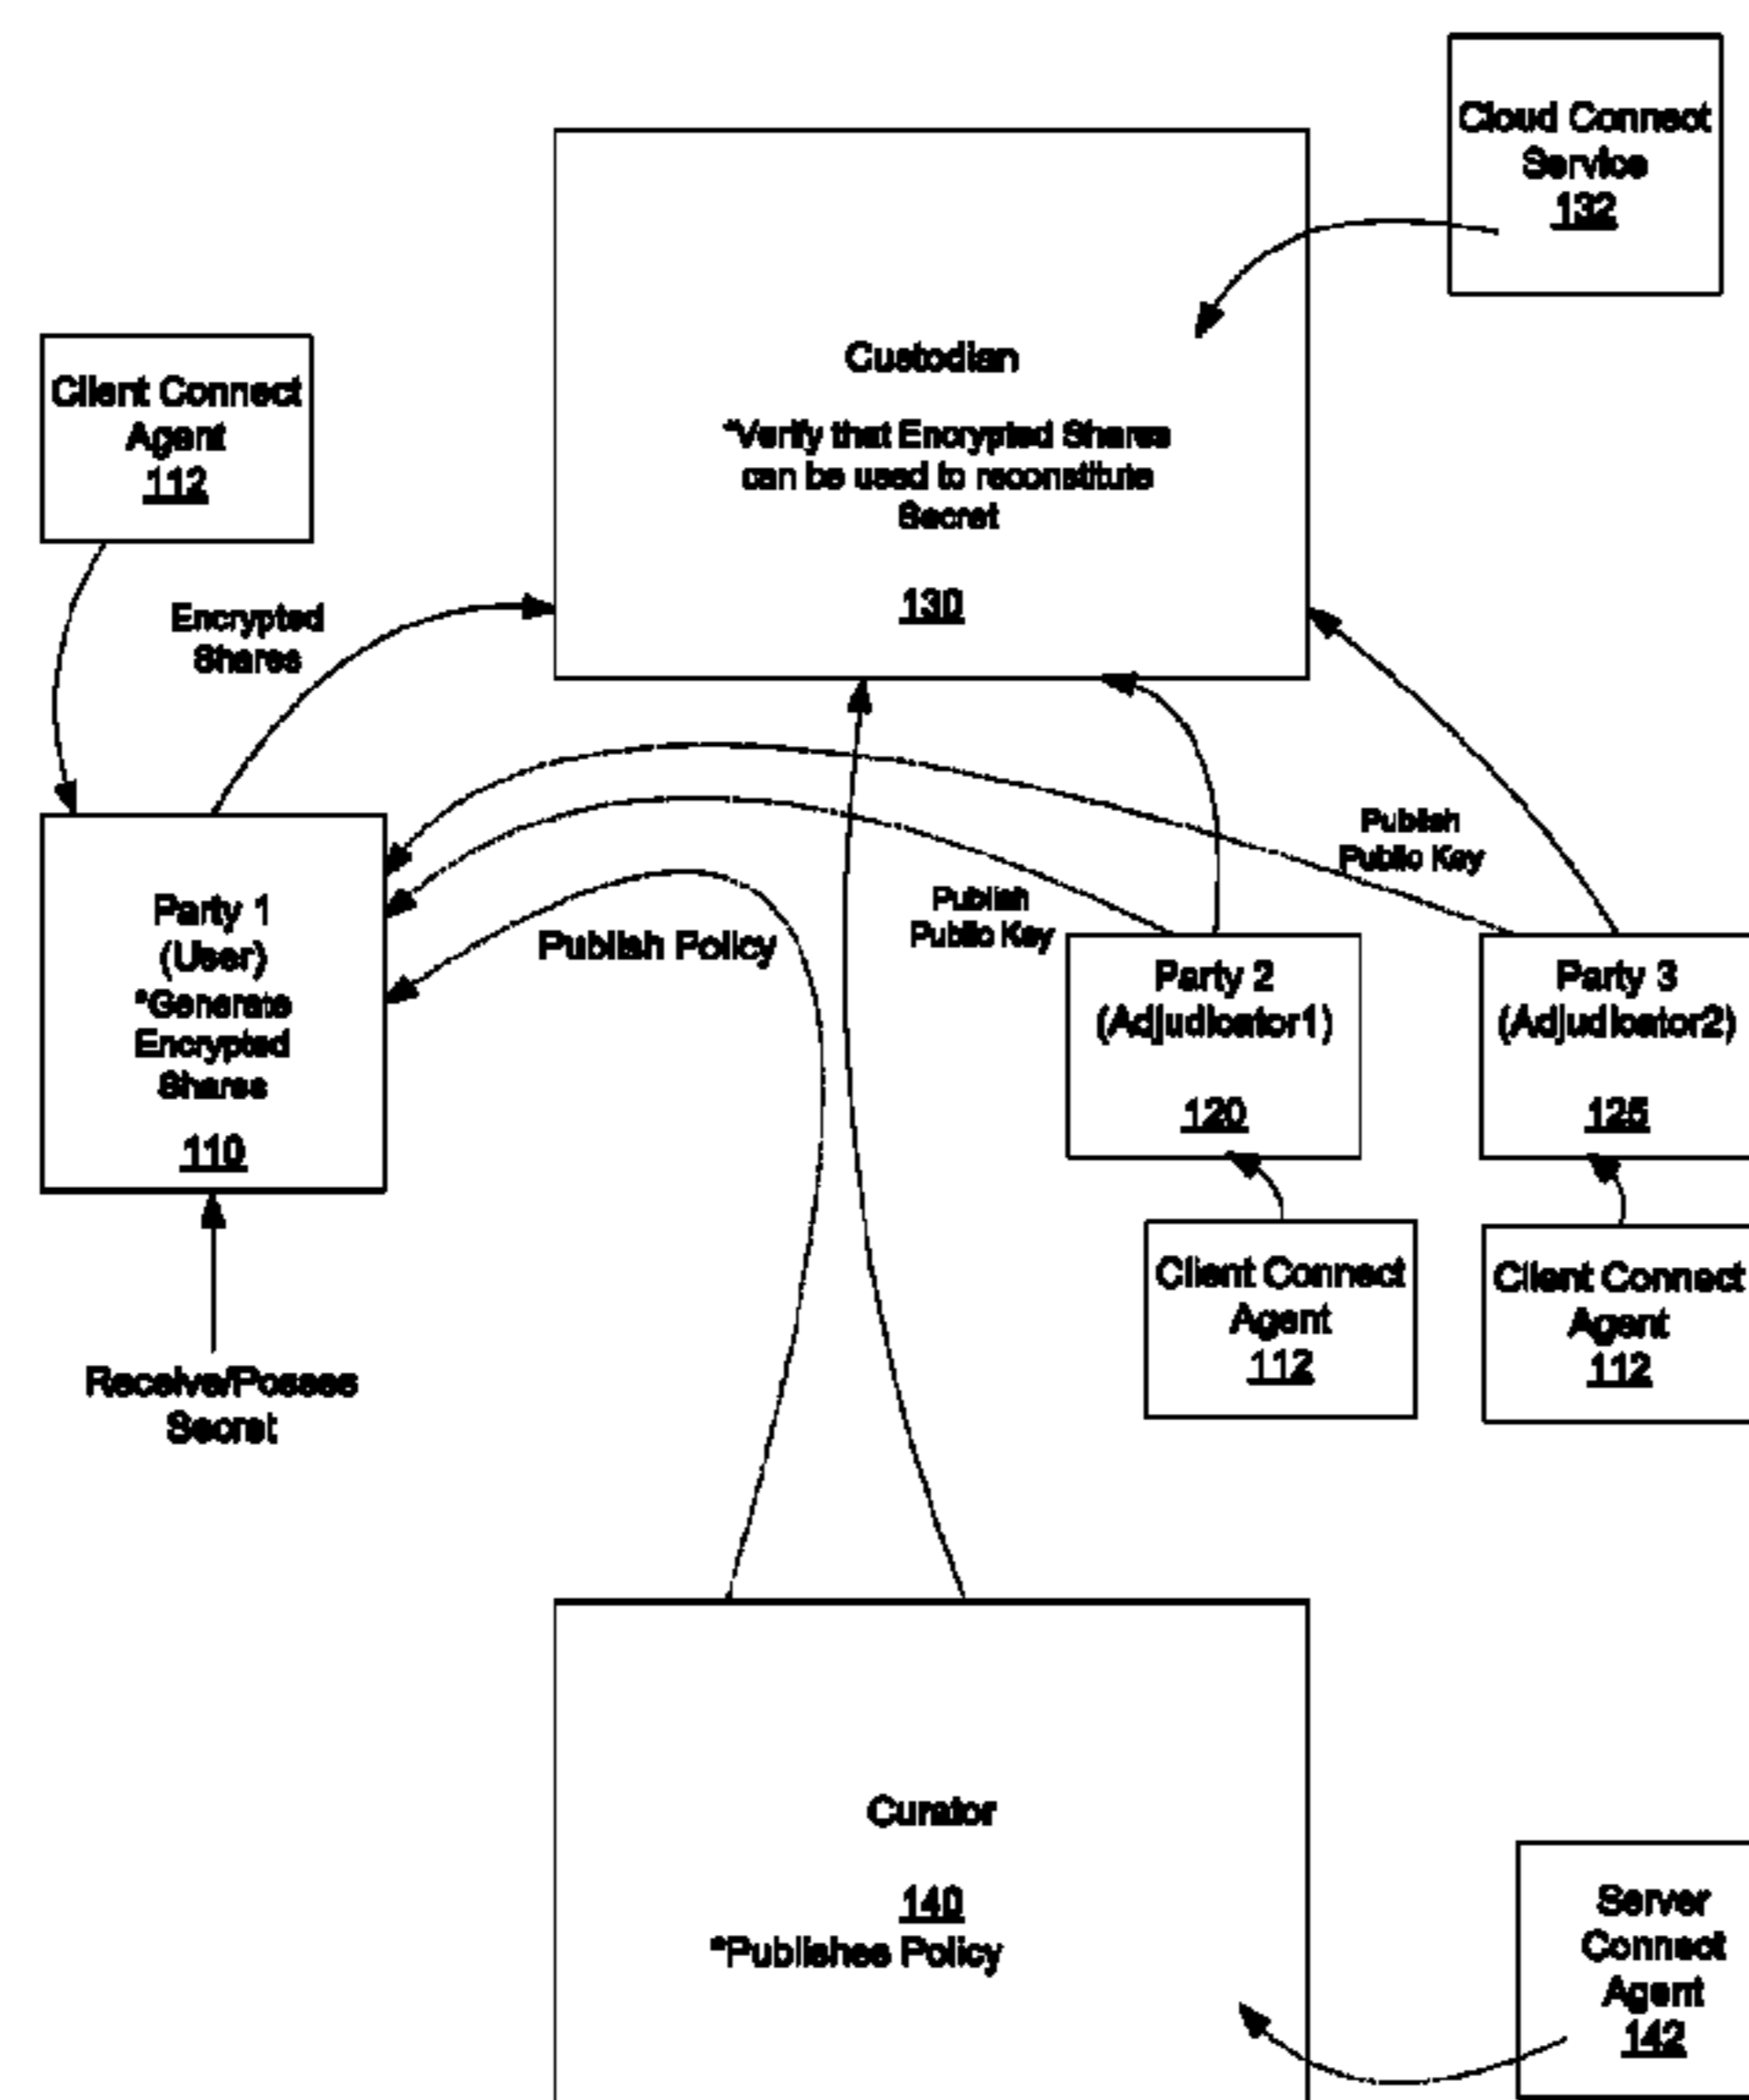 Cloud Connect
Service
132
Custodian
*Verify that Encrypted Shares
can be used to reconstitute
Secret
130
Client Connect
Agent
112
Encrypted
Shares
Party 1
(User)
*Generate
Encrypted
Shares
110
Publish Policy
Publish
Public Key
Publish
Public Key
Party 2
(Adjudicator1)
120
Party 3
(Adjudicator2)
125
Client Connect
Agent
112
Client Connect
Agent
112
Receive/Posses
Secret
Curator
140
*Publishes Policy
Server
Connect
Agent
142